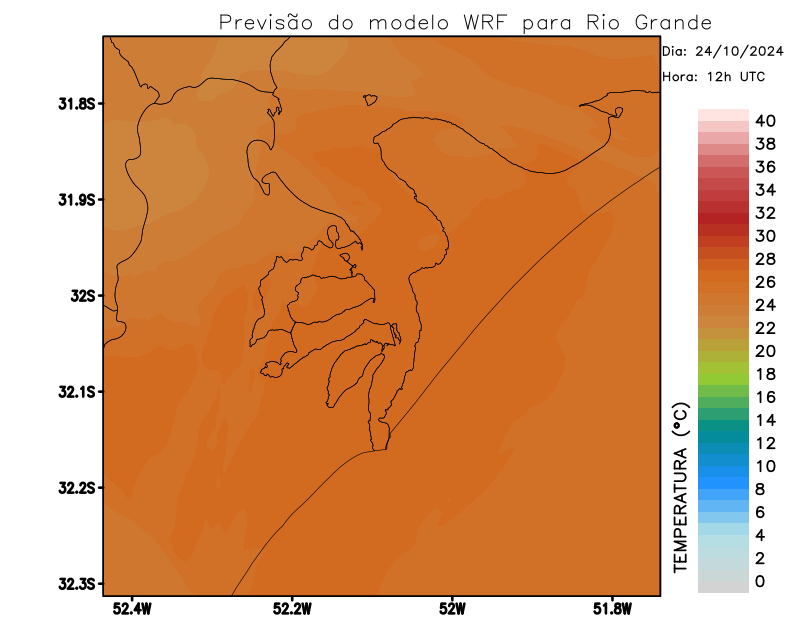 Previsão do modelo WRF para Rio Grande
Dia: 24/10/2024
Hora: 12h UTC
31.8S
31.9S
32S
32.1S
32.2S
32.3S
52.4W
52.2W
52W
51.8W
TEMPERATURA (°C)
40
38
36
34
32
30
28
26
24
22
20
18
16
14
12
10
8
6
4
2
0